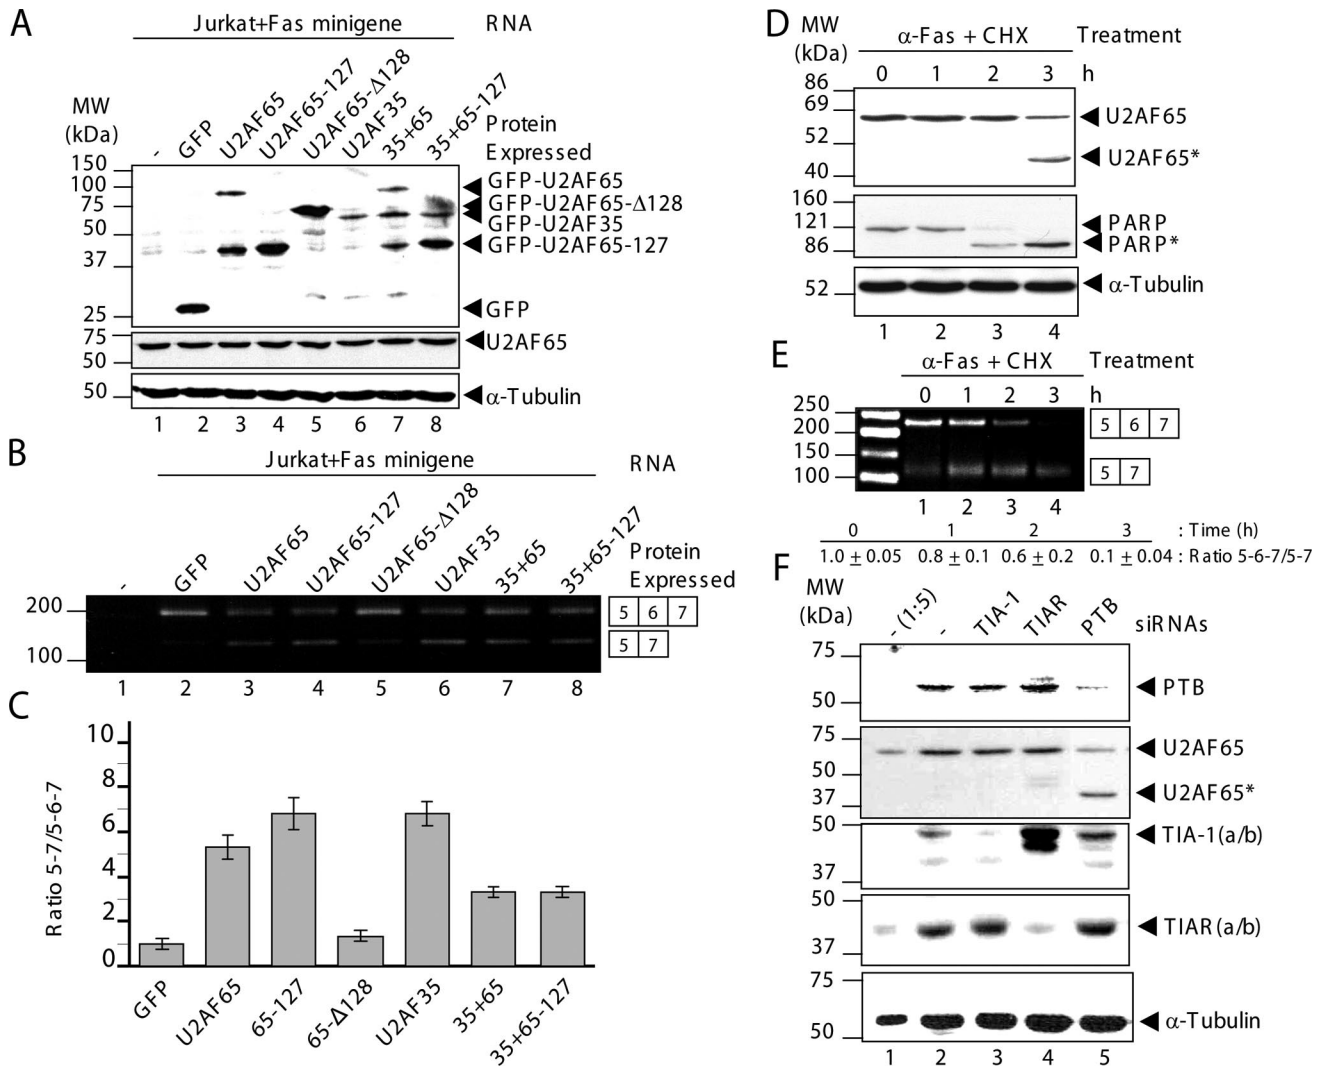 A
Jurkat+Fas minigene RNA
MW
(kDa)
- GFP U2AF65 U2AF65-127 U2AF65-Δ128 U2AF35 35+65 35+65-127
Protein
Expressed
150
100
75
50
37
25
GFP-U2AF65
GFP-U2AF65-Δ128
GFP-U2AF35
GFP-U2AF65-127
GFP
75
50
U2AF65
50
α-Tubulin
1 2 3 4 5 6 7 8
B
Jurkat+Fas minigene RNA
- GFP U2AF65 U2AF65-127 U2AF65-Δ128 U2AF35 35+65 35+65-127
Protein
Expressed
200
100
5 6 7
5 7
1 2 3 4 5 6 7 8
C
Ratio 5-7/5-6-7
10
8
6
4
2
0
GFP U2AF65 65-127 65-Δ128 U2AF35 35+65 35+65-127
D
MW
(kDa)
α-Fas + CHX Treatment
0 1 2 3 h
86
69
52
40
U2AF65
U2AF65*
160
121
86
PARP
PARP*
52
α-Tubulin
1 2 3 4
E
α-Fas + CHX Treatment
0 1 2 3 h
250
200
150
100
5 6 7
5 7
1 2 3 4
0 1 2 3 : Time (h)
1.0 ± 0.05 0.8 ± 0.1 0.6 ± 0.2 0.1 ± 0.04 : Ratio 5-6-7/5-7
F
MW
(kDa)
- (1:5) - TIA-1 TIAR PTB siRNAs
75
50
PTB
75
50
37
U2AF65
U2AF65*
50
37
TIA-1(a/b)
50
37
TIAR(a/b)
75
50
α-Tubulin
1 2 3 4 5